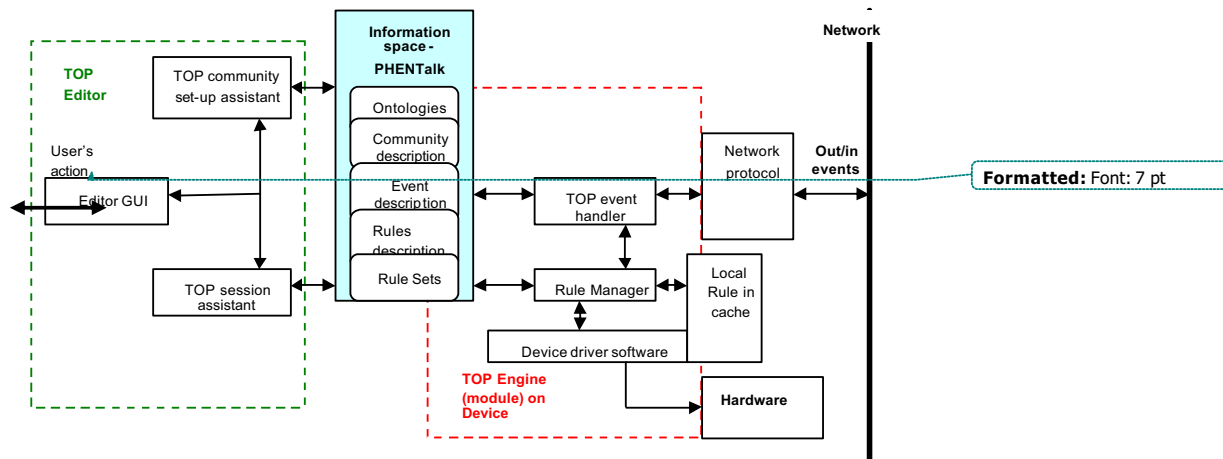 Network
Information
space -
PHENTalk
TOP
Editor
TOP community
set-up assistant
Ontologies
Community
description
Event
description
Rules
description
Rule Sets
User's
action
Editor GUI
TOP session
assistant
TOP event
handler
Rule Manager
Device driver software
Network
protocol
Out/in
events
Local
Rule in
cache
TOP Engine
(module) on
Device
Hardware
Formatted: Font: 7 pt